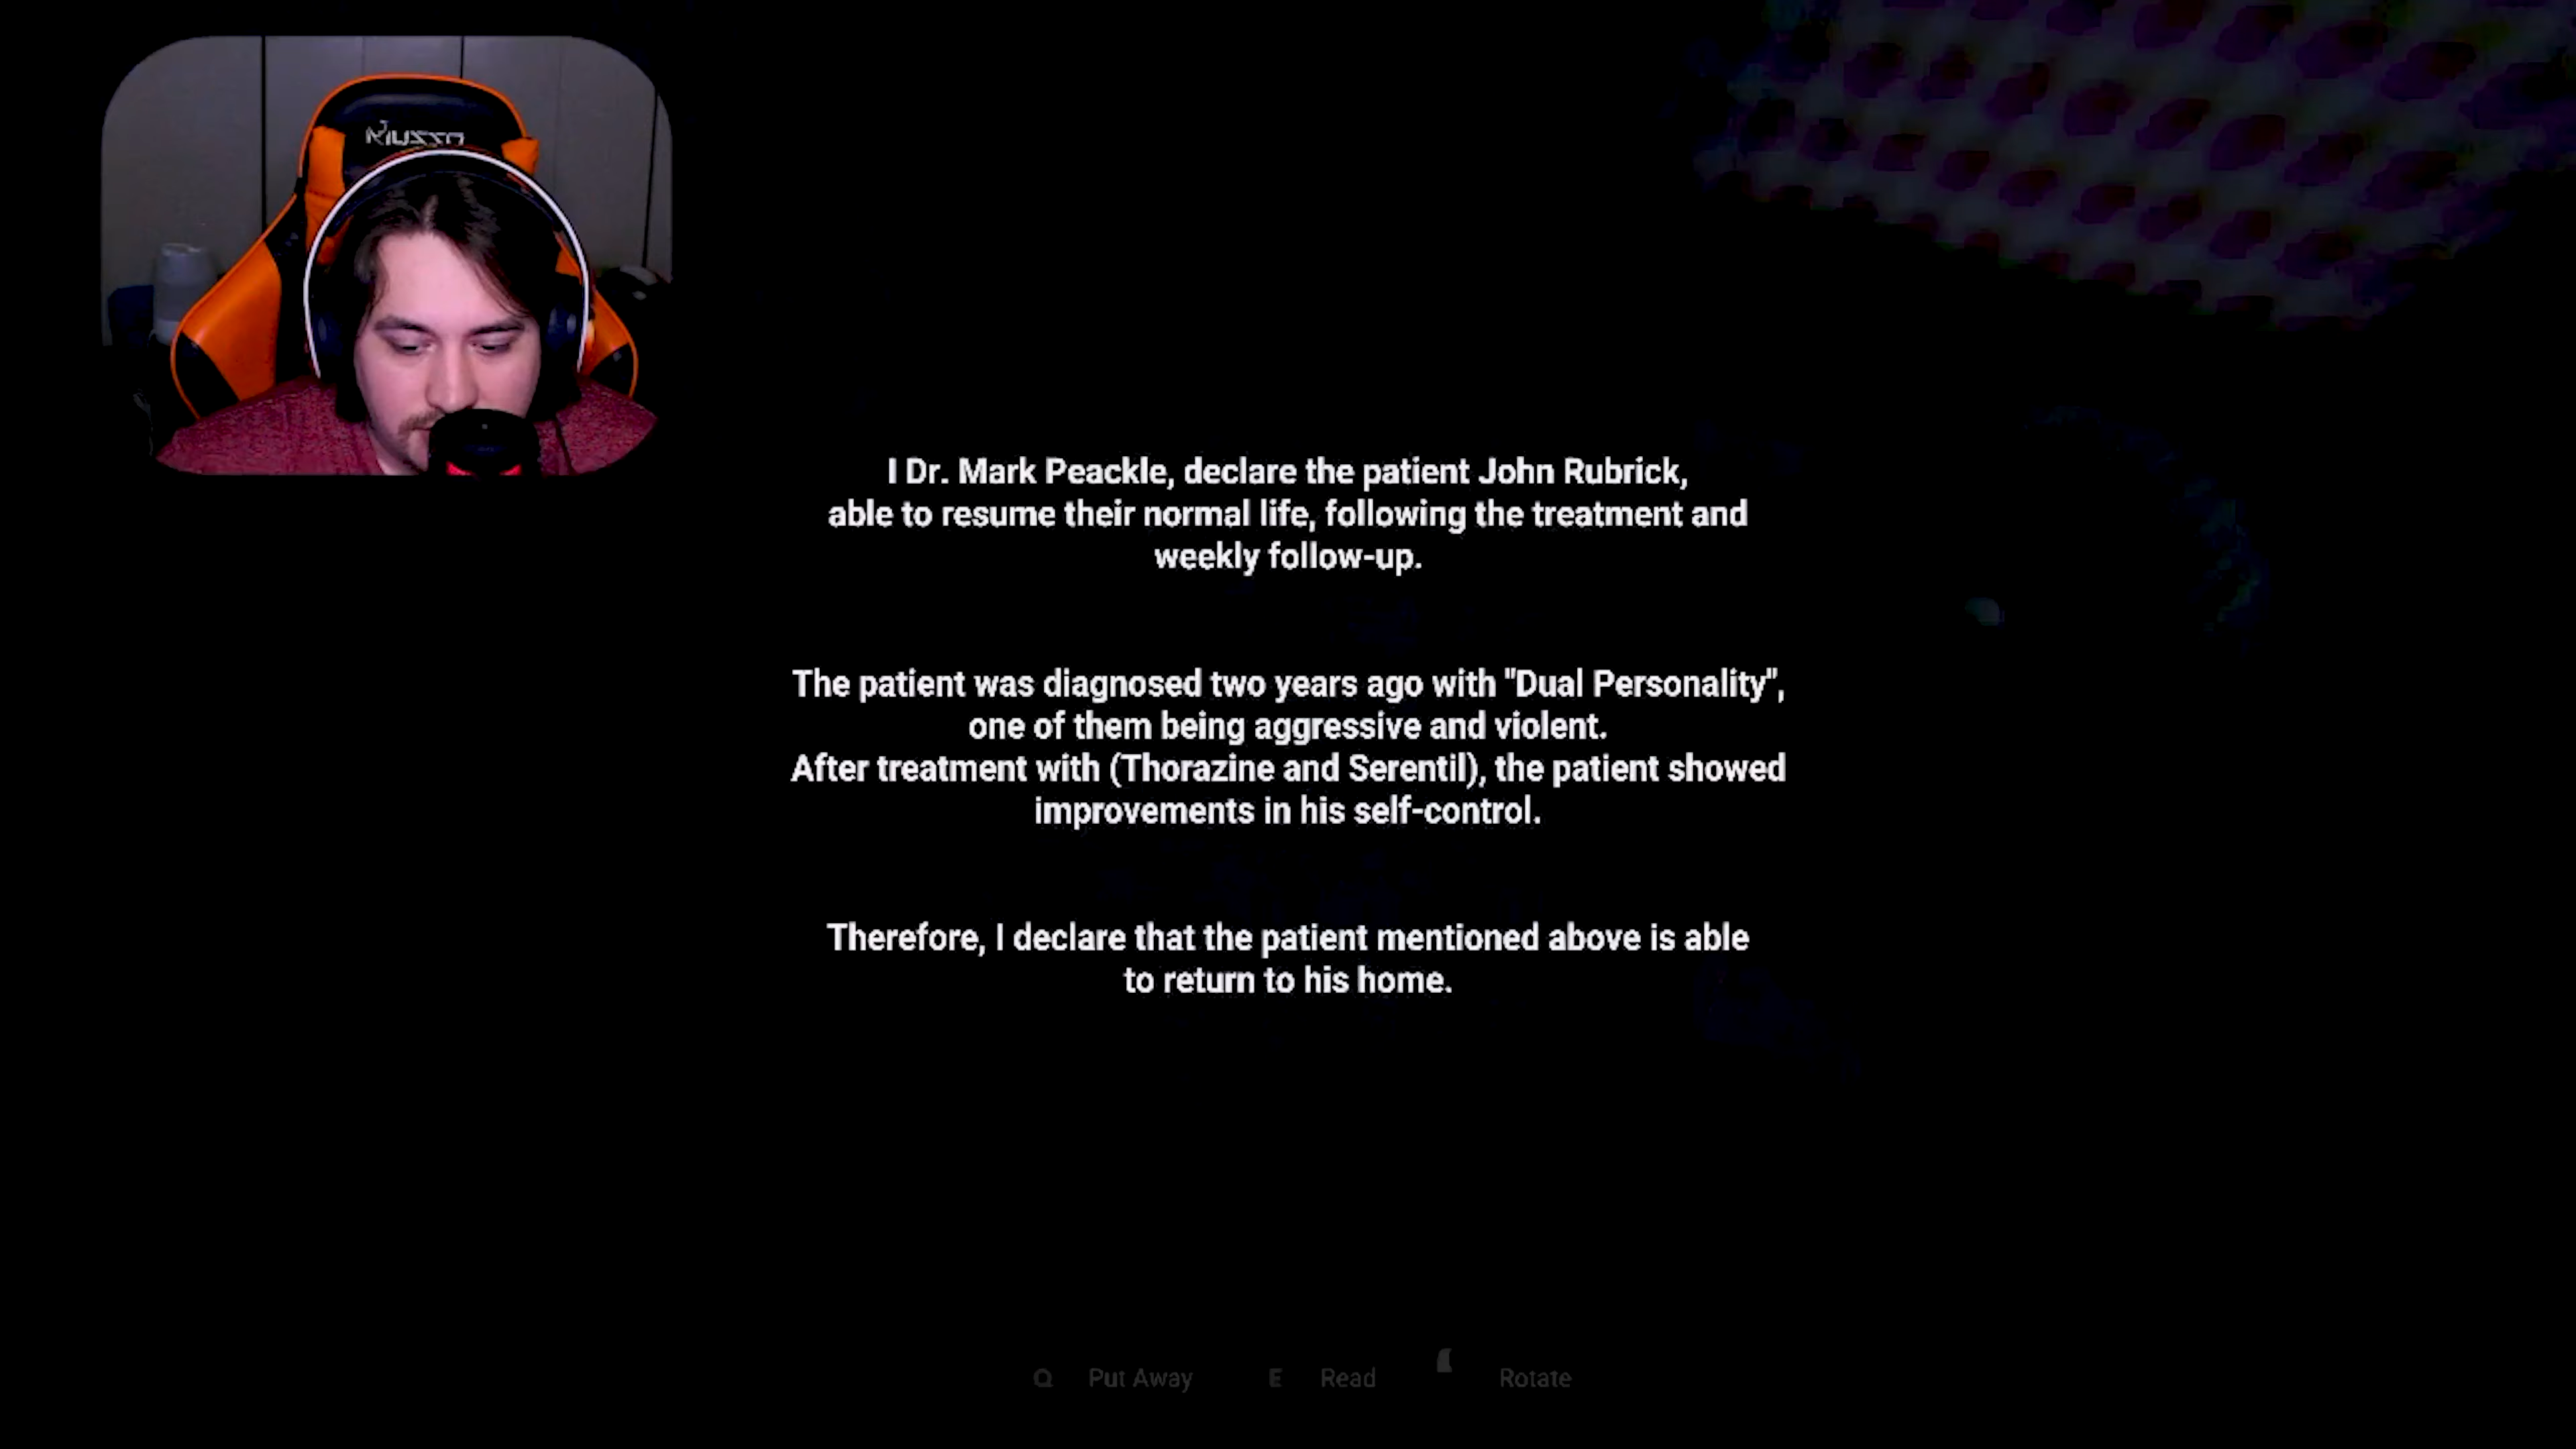 I Dr. Mark Peackle, declare the patient John Rubrick,
able to resume their normal life, following the treatment and
weekly follow-up.
The patient was diagnosed two years ago with "Dual Personality",
one of them being aggressive and violent.
After treatment with (Thorazine and Serentil), the patient showed
improvements in his self-control.
Therefore, I declare that the patient mentioned above is able
to return to his home.
Q Put Away E Read Rotate